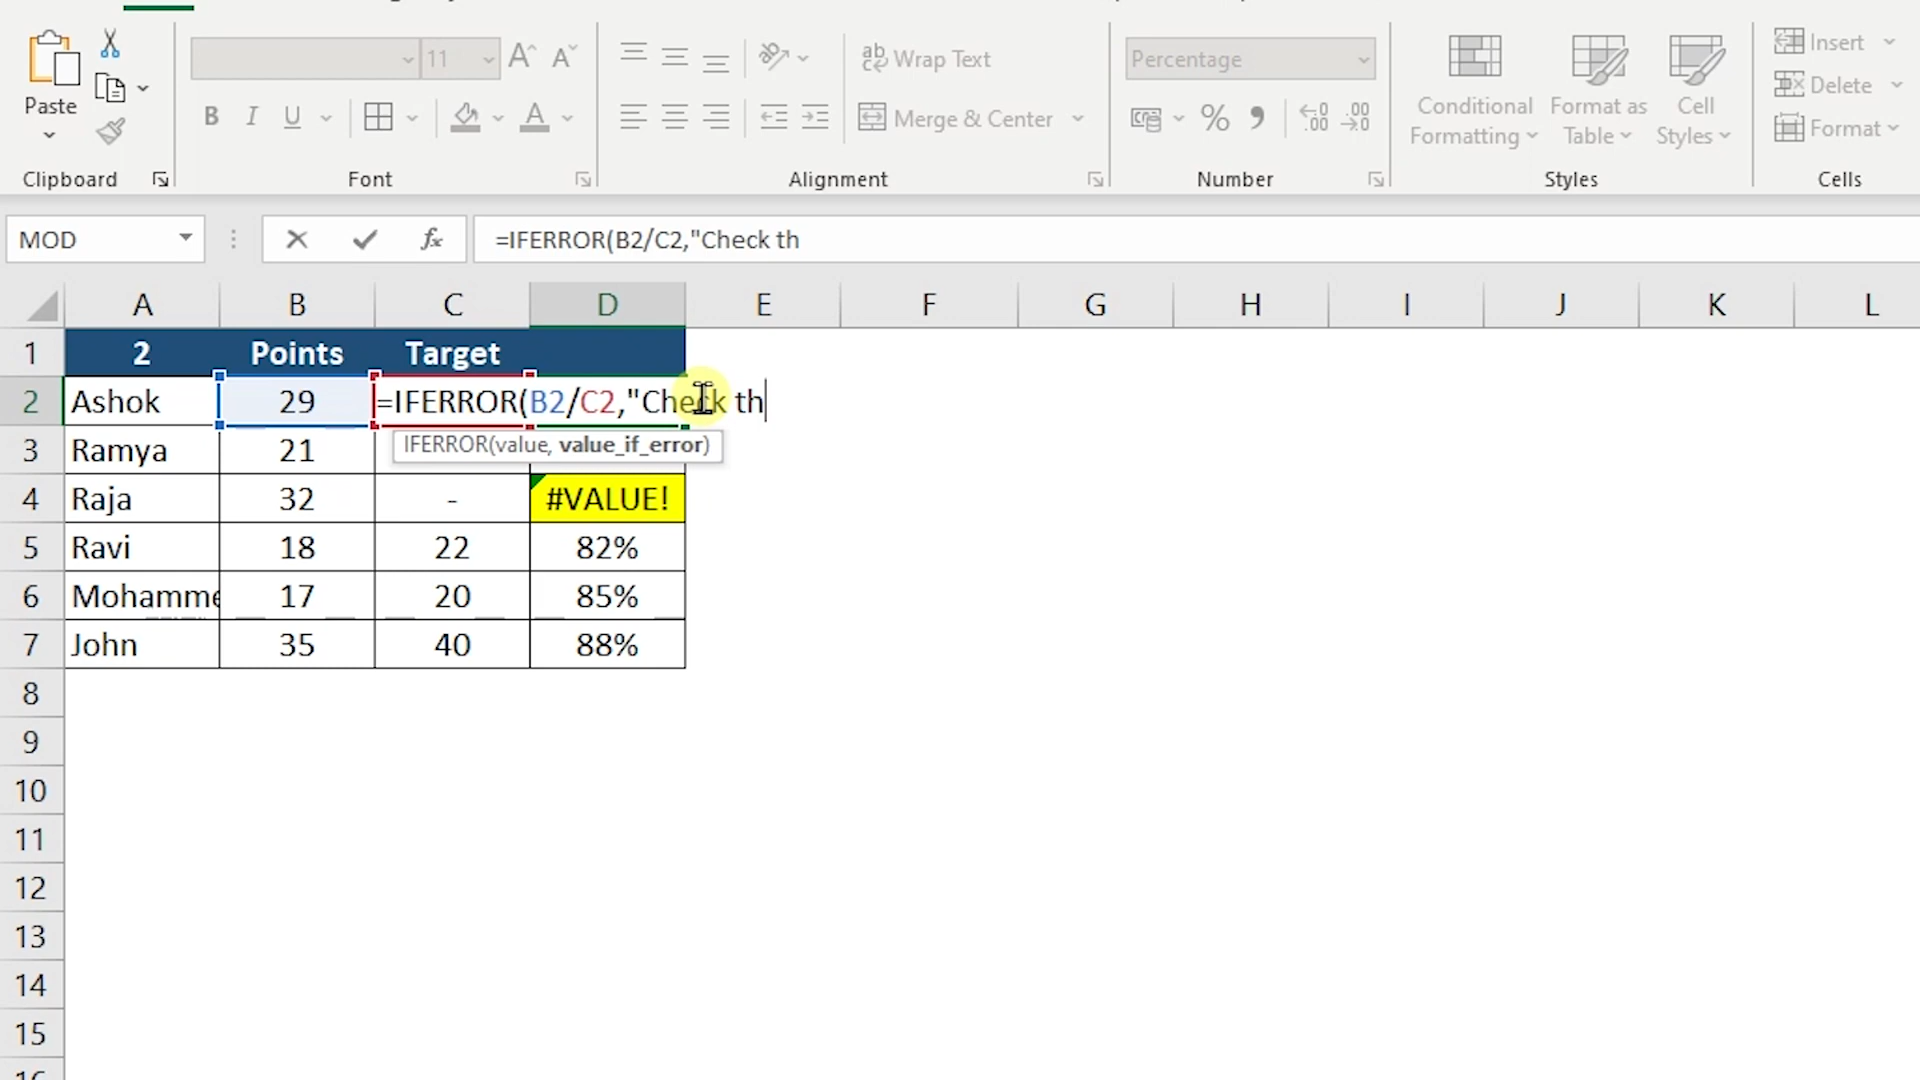 11
Wrap Text
Percentage
Insert
Paste
Conditional Formatting
Format as Table
Cell Styles
Delete
B I U
Merge & Center
Format
Clipboard
Font
Alignment
Number
Styles
Cells
MOD
=IFERROR(B2/C2,"Check th
A B C D E F G H I J K L
1 2 Points Target
2 Ashok 29 =IFERROR(B2/C2,"Check th
IFERROR(value, value_if_error)
3 Ramya 21
4 Raja 32 - #VALUE!
5 Ravi 18 22 82%
6 Mohamme 17 20 85%
7 John 35 40 88%
8
9
10
11
12
13
14
15